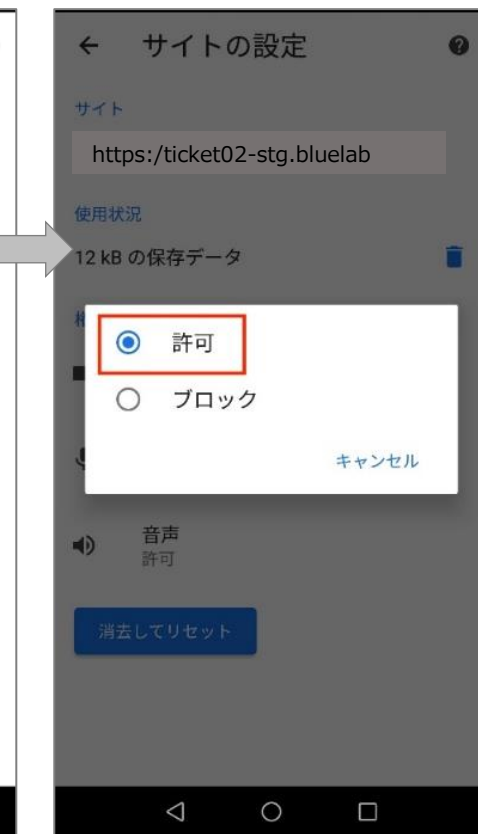 サイトの設定
サイト
https:/ticket02-stg.bluelab
使用状況
12 kB の保存データ
許可
ブロック
キャンセル
音声
許可
消去してリセット